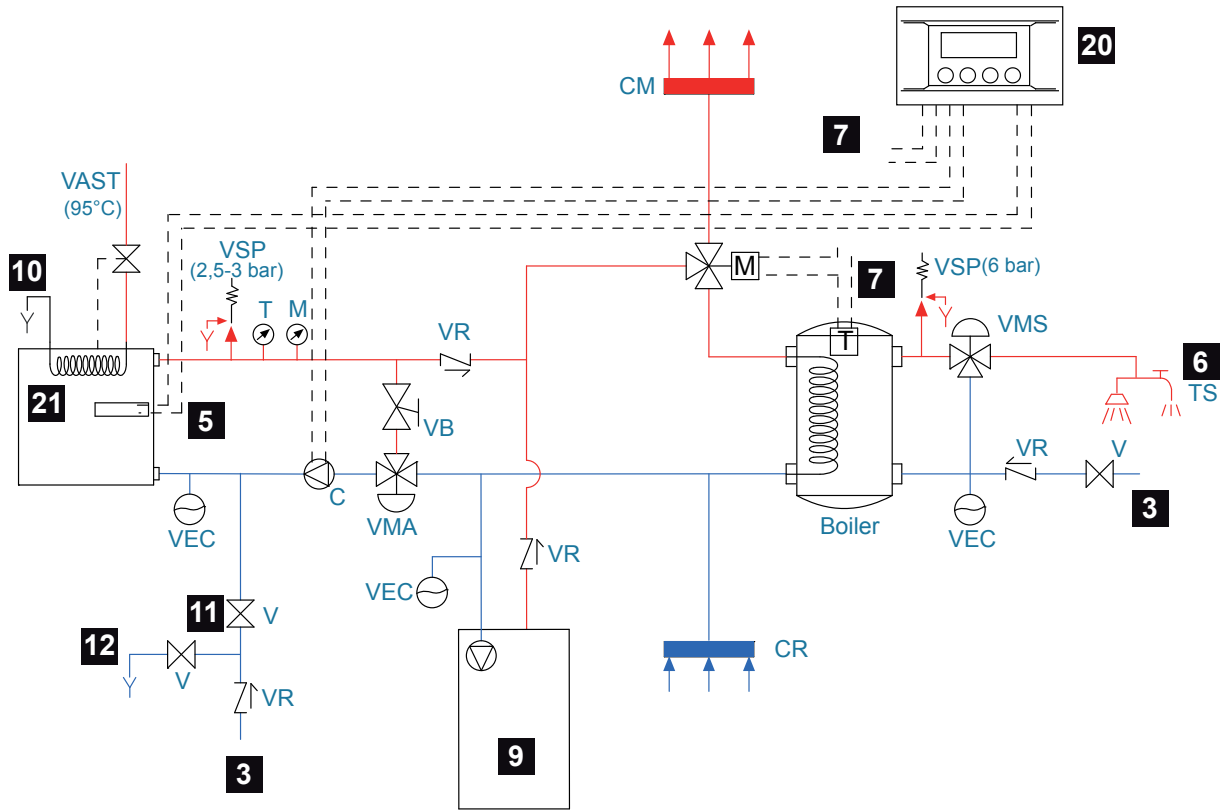 CM
20
7
VAST
(95°C)
10
VSP
(2,5-3 bar)
T
M
VR
M
7
VSP (6 bar)
VMS
T
6
TS
21
5
VB
C
VMA
VEC
VR
V
3
Boiler
VEC
VR
VEC
11
V
12
V
VR
CR
3
9